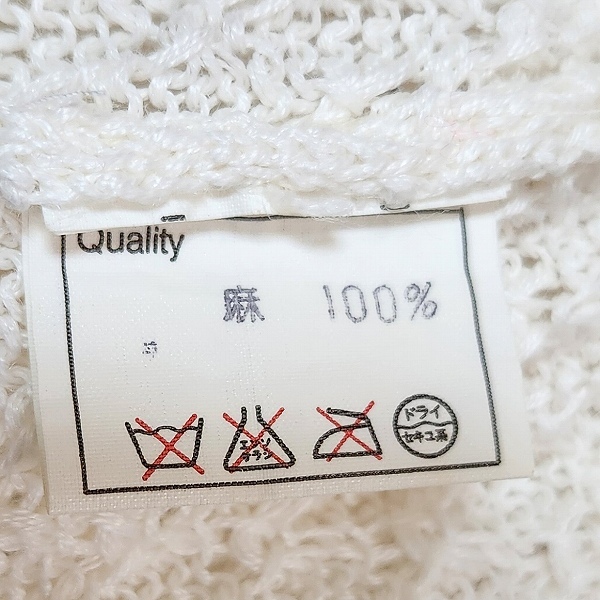 Quality
麻 100%
エンソ
サラシ
ドライ
セキユ系